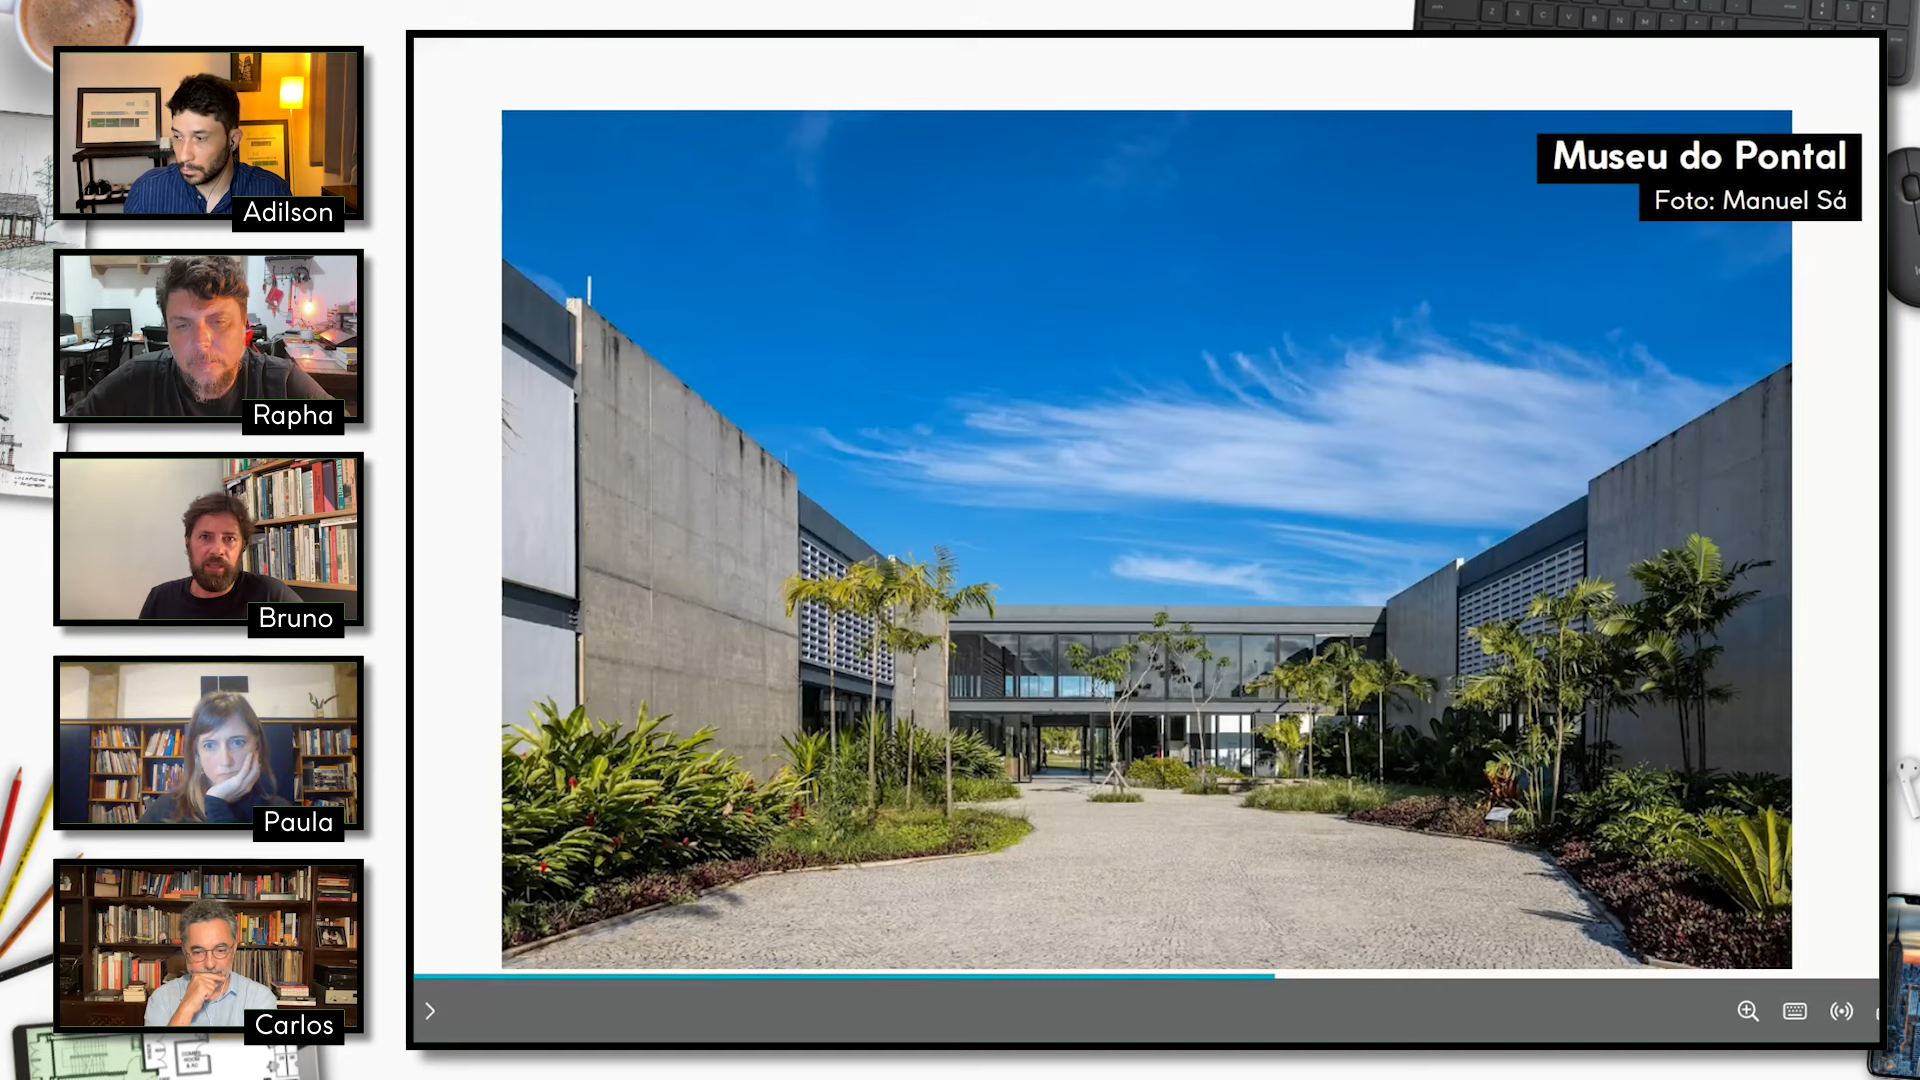 Adilson
Rapha
Bruno
Paula
Carlos
Museu do Pontal
Foto: Manuel Sá